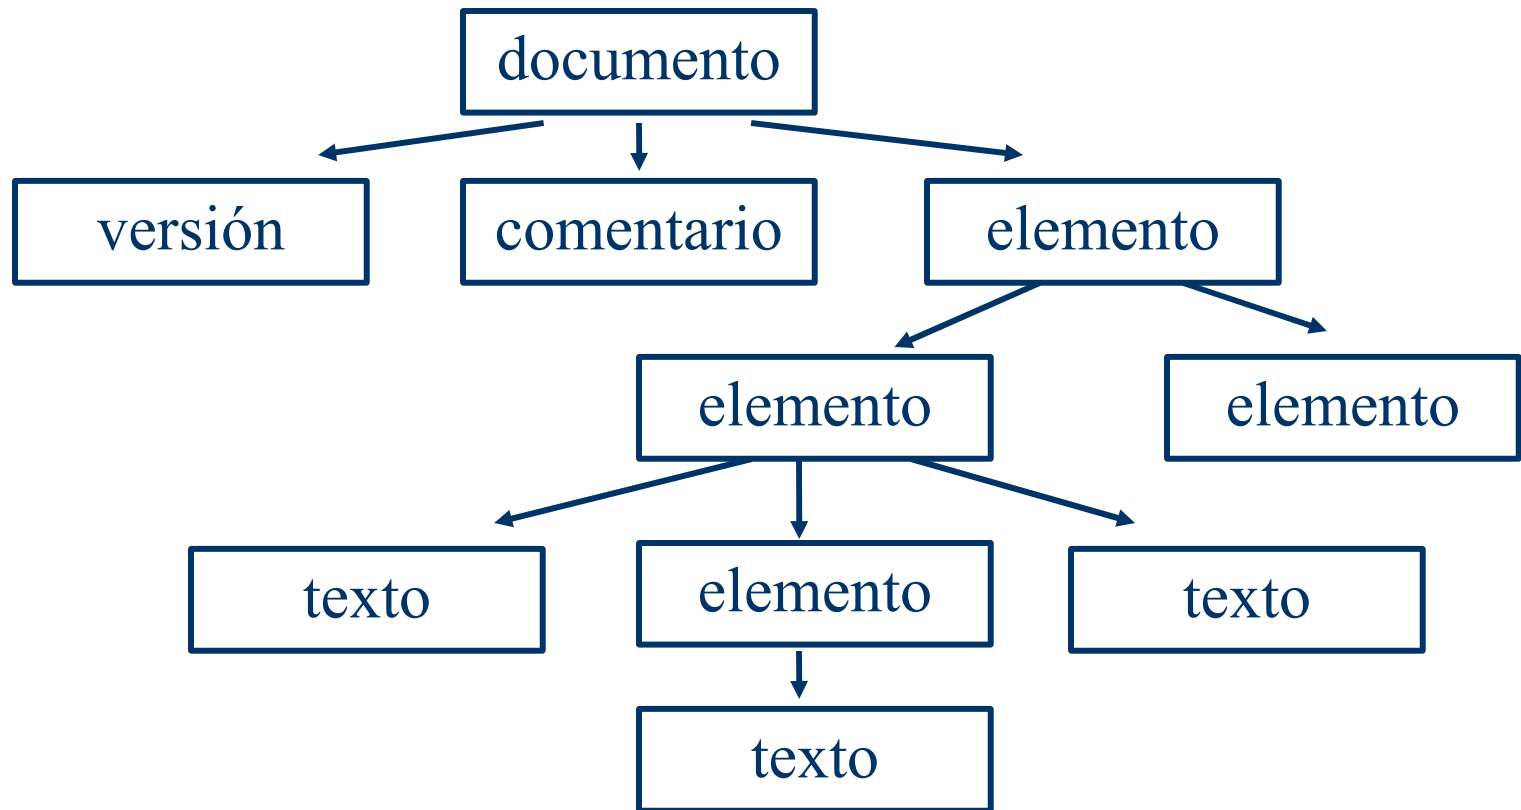 documento
versión
comentario
elemento
elemento
elemento
texto
elemento
texto
texto